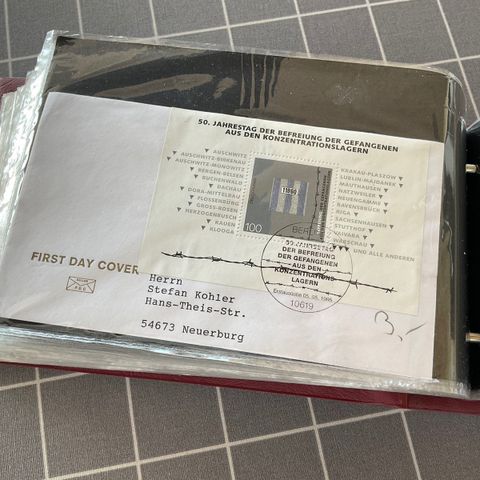 50. JAHRESTAG DER BEFREIUNG DER GEFANGENEN
AUS DEN KONZENTRATIONSLAGERN
AUSCHWITZ
AUSCHWITZ-BIRKENAU
AUSCHWITZ-MONOWITZ
BERGEN-BELSEN
BUCHENWALD
DACHAU
DORA-MITTELBAU
FLOSSENBÜRG
GROSS-ROSEN
HERZOGENBUSCH
KAUEN
KLOOGA
KRAKAU-PLASZOW
LUBLIN-MAJDANEK
MAUTHAUSEN
NATZWEILER
NEUENGAMME
RAVENSBRÜCK
RIGA
SACHSENHAUSEN
STUTTHOF
VAIVARA
WARSCHAU
UND ALLE ANDEREN
100
BERLIN
50. JAHRESTAG
DER BEFREIUNG
DER GEFANGENEN
AUS DEN
KONZENTRATIONS-
LAGERN
10619
FIRST DAY COVER
Herrn
Stefan Kohler
Hans-Theis-Str.
54673 Neuerburg
3,-